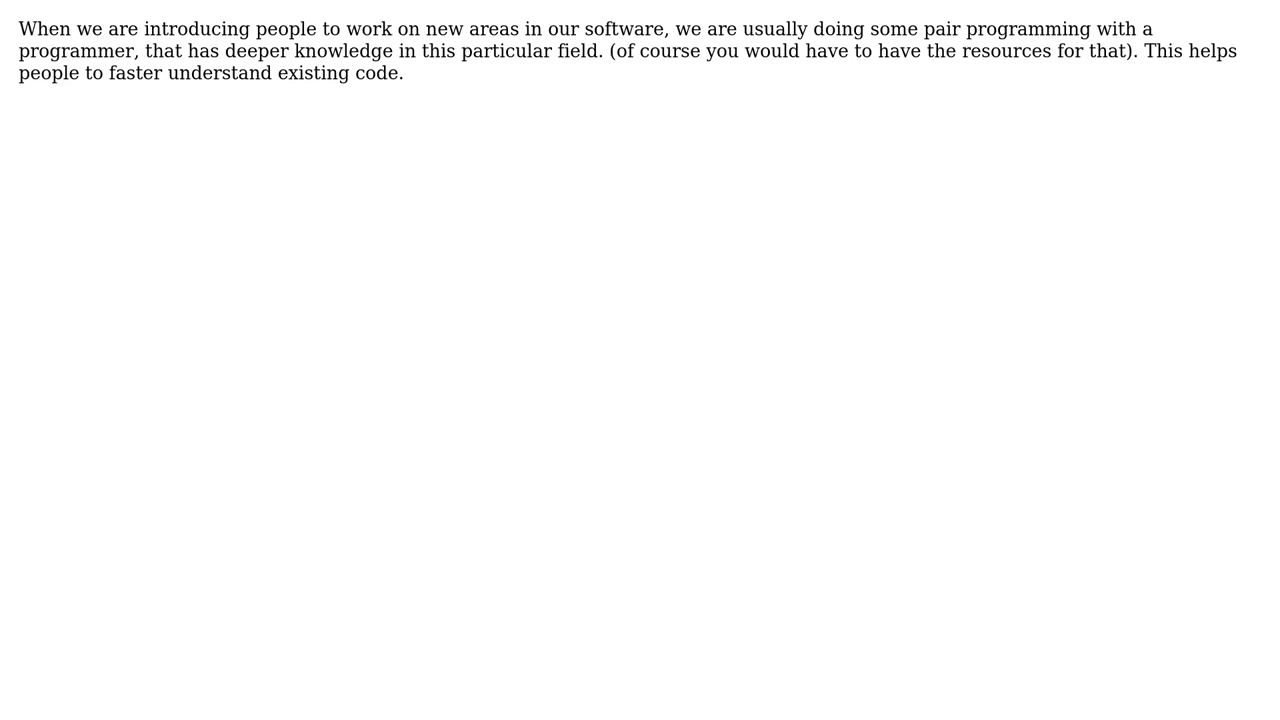 When we are introducing people to work on new areas in our software, we are usually doing some pair programming with a
programmer, that has deeper knowledge in this particular field. (of course you would have to have the resources for that). This helps
people to faster understand existing code.